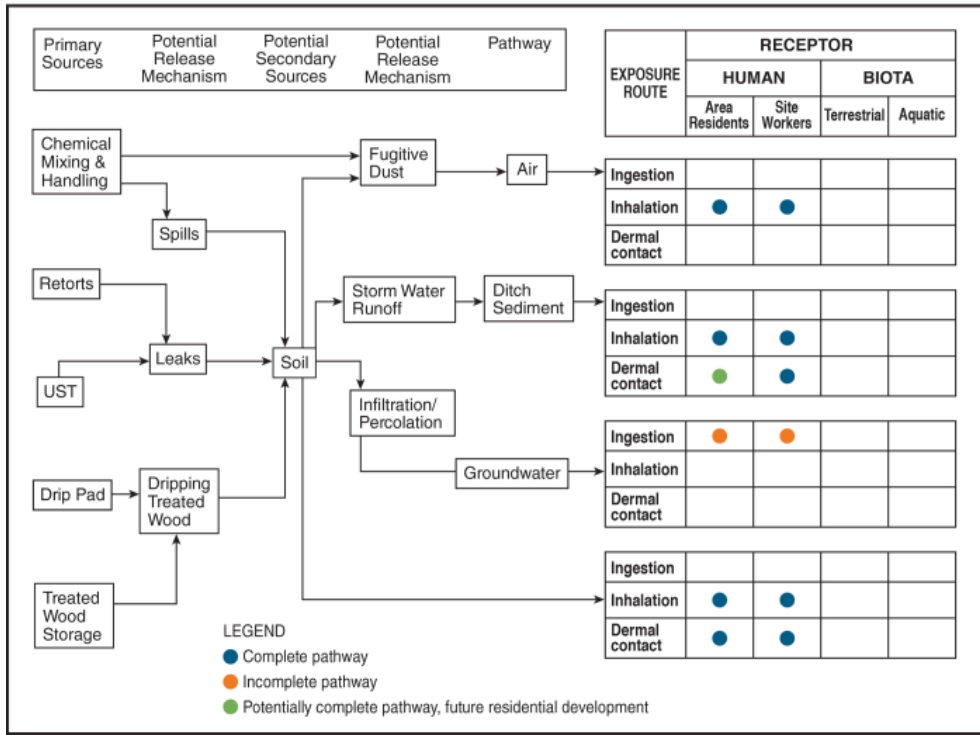 Primary
Sources
Potential
Release
Mechanism
Potential
Secondary
Sources
Potential
Release
Mechanism
Pathway
EXPOSURE
ROUTE
RECEPTOR
HUMAN
BIOTA
Area
Residents
Site
Workers
Terrestrial
Aquatic
Chemical
Mixing &
Handling
Fugitive
Dust
Air
Spills
Ingestion
Inhalation
Dermal
contact
Retorts
Storm Water
Runoff
Ditch
Sediment
Leaks
Soil
UST
Ingestion
Inhalation
Dermal
contact
Infiltration/
Percolation
Groundwater
Drip Pad
Dripping
Treated
Wood
Ingestion
Inhalation
Dermal
contact
Treated
Wood
Storage
Ingestion
Inhalation
Dermal
contact
LEGEND
Complete pathway
Incomplete pathway
Potentially complete pathway, future residential development